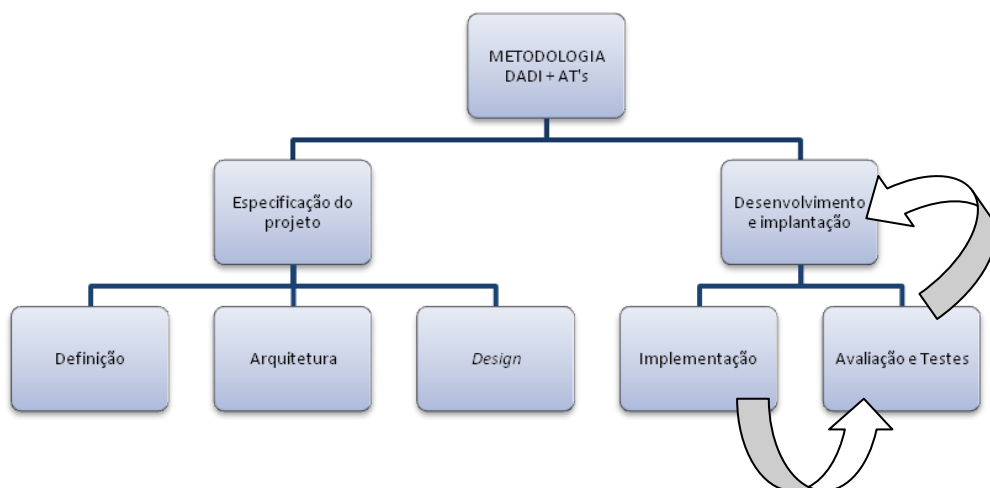 METODOLOGIA
DADI + AT's
Especificação do
projeto
Desenvolvimento
e implantação
Definição
Arquitetura
Design
Implementação
Avaliação e Testes